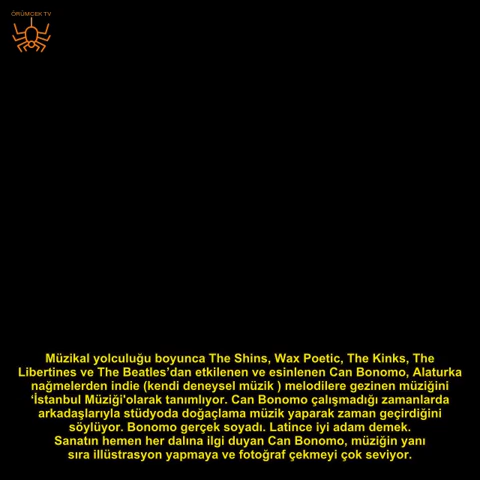 ÖRÜMCEK TV
Müzikal yolculuğu boyunca The Shins, Wax Poetic, The Kinks, The
Libertines ve The Beatles’dan etkilenen ve esinlenen Can Bonomo, Alaturka
nağmelerden indie (kendi deneysel müzik ) melodilere gezinen müziğini
‘İstanbul Müziği'olarak tanımlıyor. Can Bonomo çalışmadığı zamanlarda
arkadaşlarıyla stüdyoda doğaçlama müzik yaparak zaman geçirdiğini
söylüyor. Bonomo gerçek soyadı. Latince iyi adam demek.
Sanatın hemen her dalına ilgi duyan Can Bonomo, müziğin yanı
sıra illüstrasyon yapmaya ve fotoğraf çekmeyi çok seviyor.